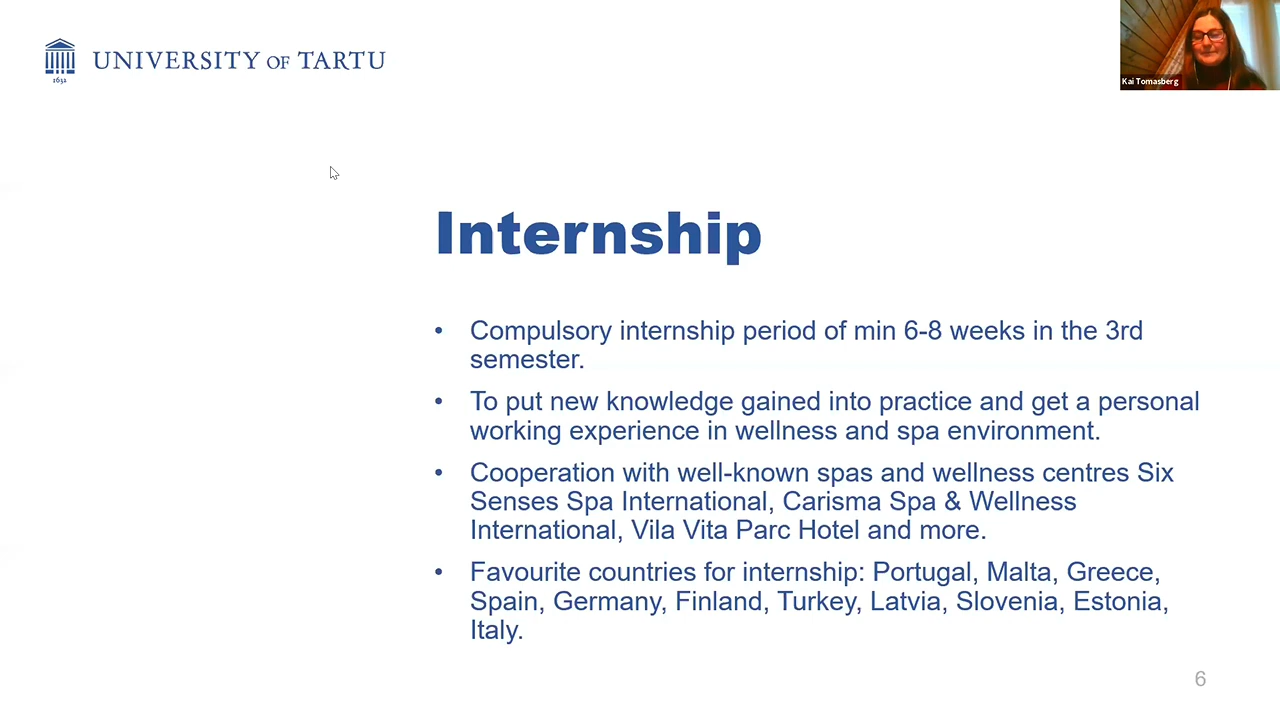 UNIVERSITY OF TARTU
1632
Kai Tomasberg
Internship
• Compulsory internship period of min 6-8 weeks in the 3rd
semester.
• To put new knowledge gained into practice and get a personal
working experience in wellness and spa environment.
• Cooperation with well-known spas and wellness centres Six
Senses Spa International, Carisma Spa & Wellness
International, Vila Vita Parc Hotel and more.
• Favourite countries for internship: Portugal, Malta, Greece,
Spain, Germany, Finland, Turkey, Latvia, Slovenia, Estonia,
Italy.
6